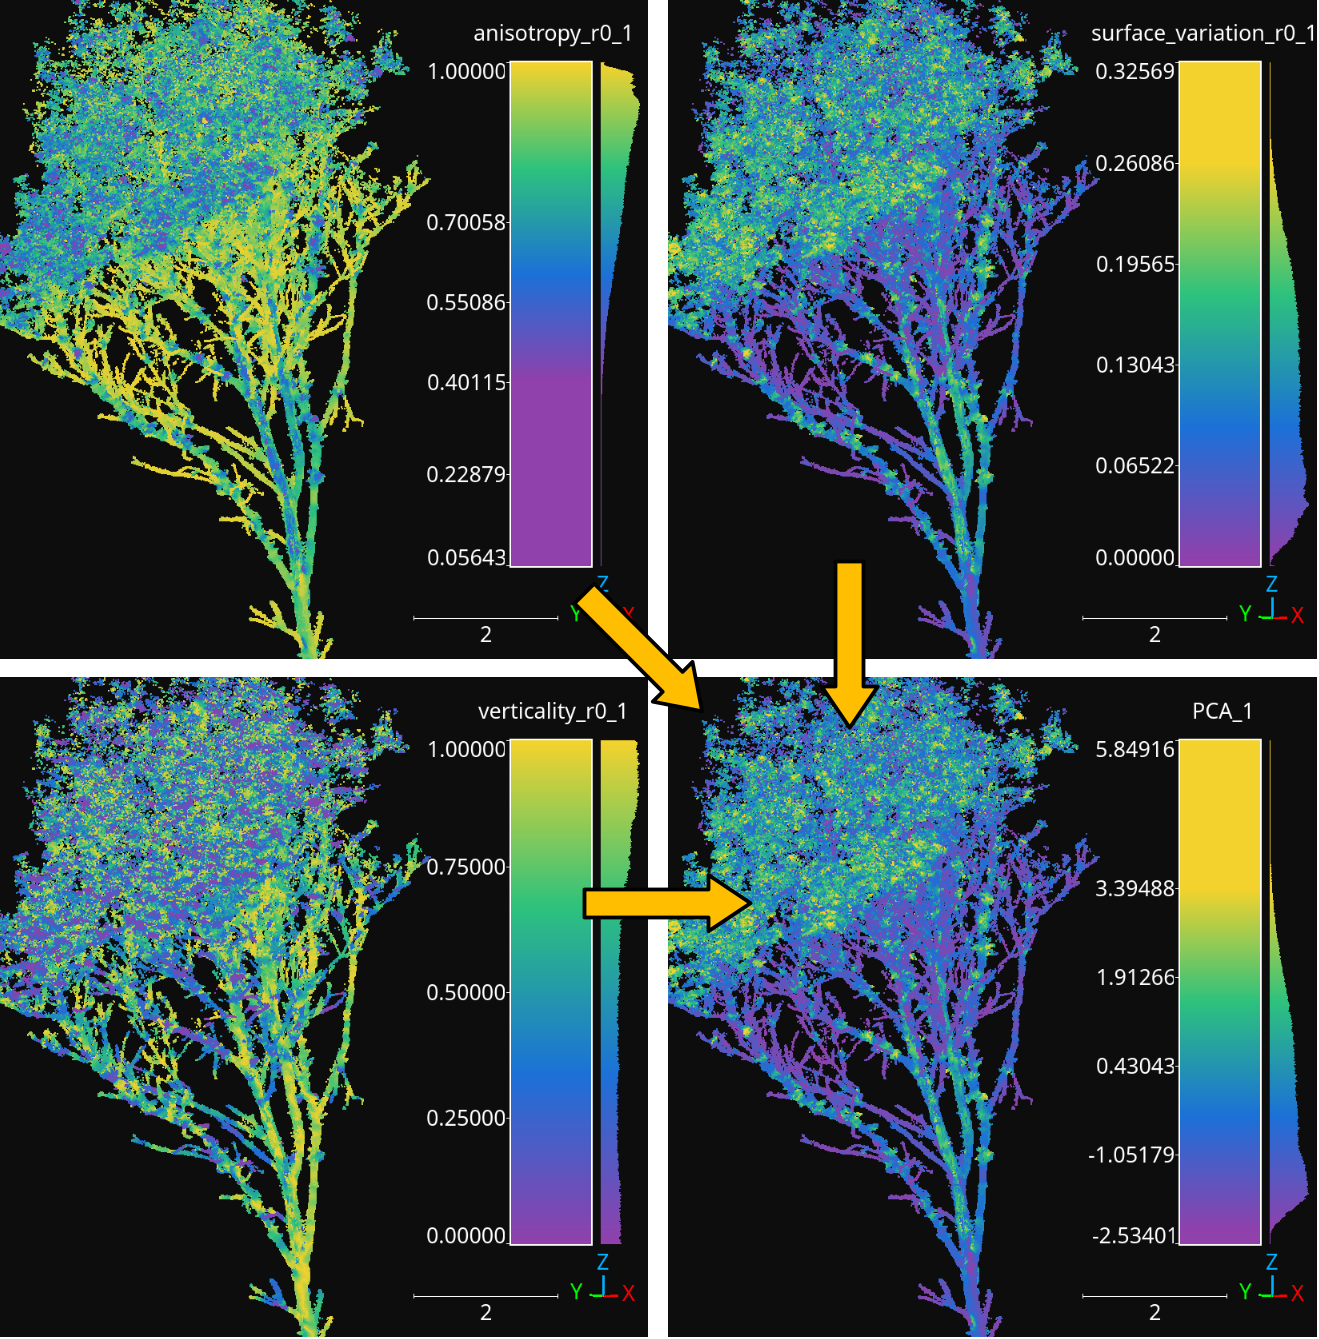 anisotropy_r0_1
1.00000
0.70058
0.55086
0.40115
0.22879
0.05643
Z
Y X
2
surface_variation_r0_1
0.32569
0.26086
0.19565
0.13043
0.06522
0.00000
Z
Y X
2
verticality_r0_1
1.00000
0.75000
0.50000
0.25000
0.00000
Z
Y X
2
PCA_1
5.84916
3.39488
1.91266
0.43043
-1.05179
-2.53401
Z
Y X
2